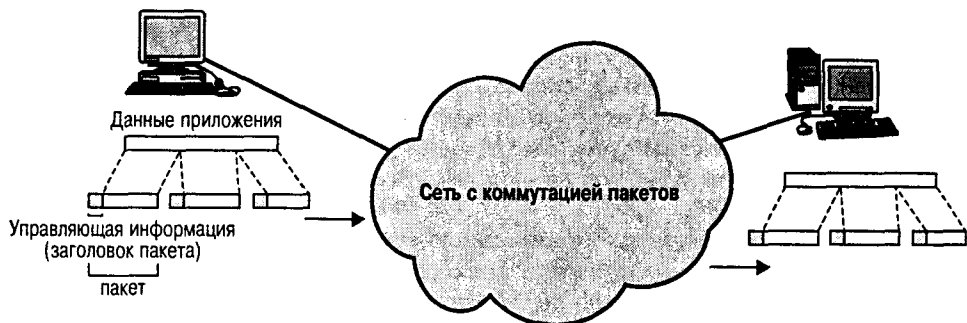 Данные приложения
Сеть с коммутацией пакетов
Управляющая информация
(заголовок пакета)
пакет